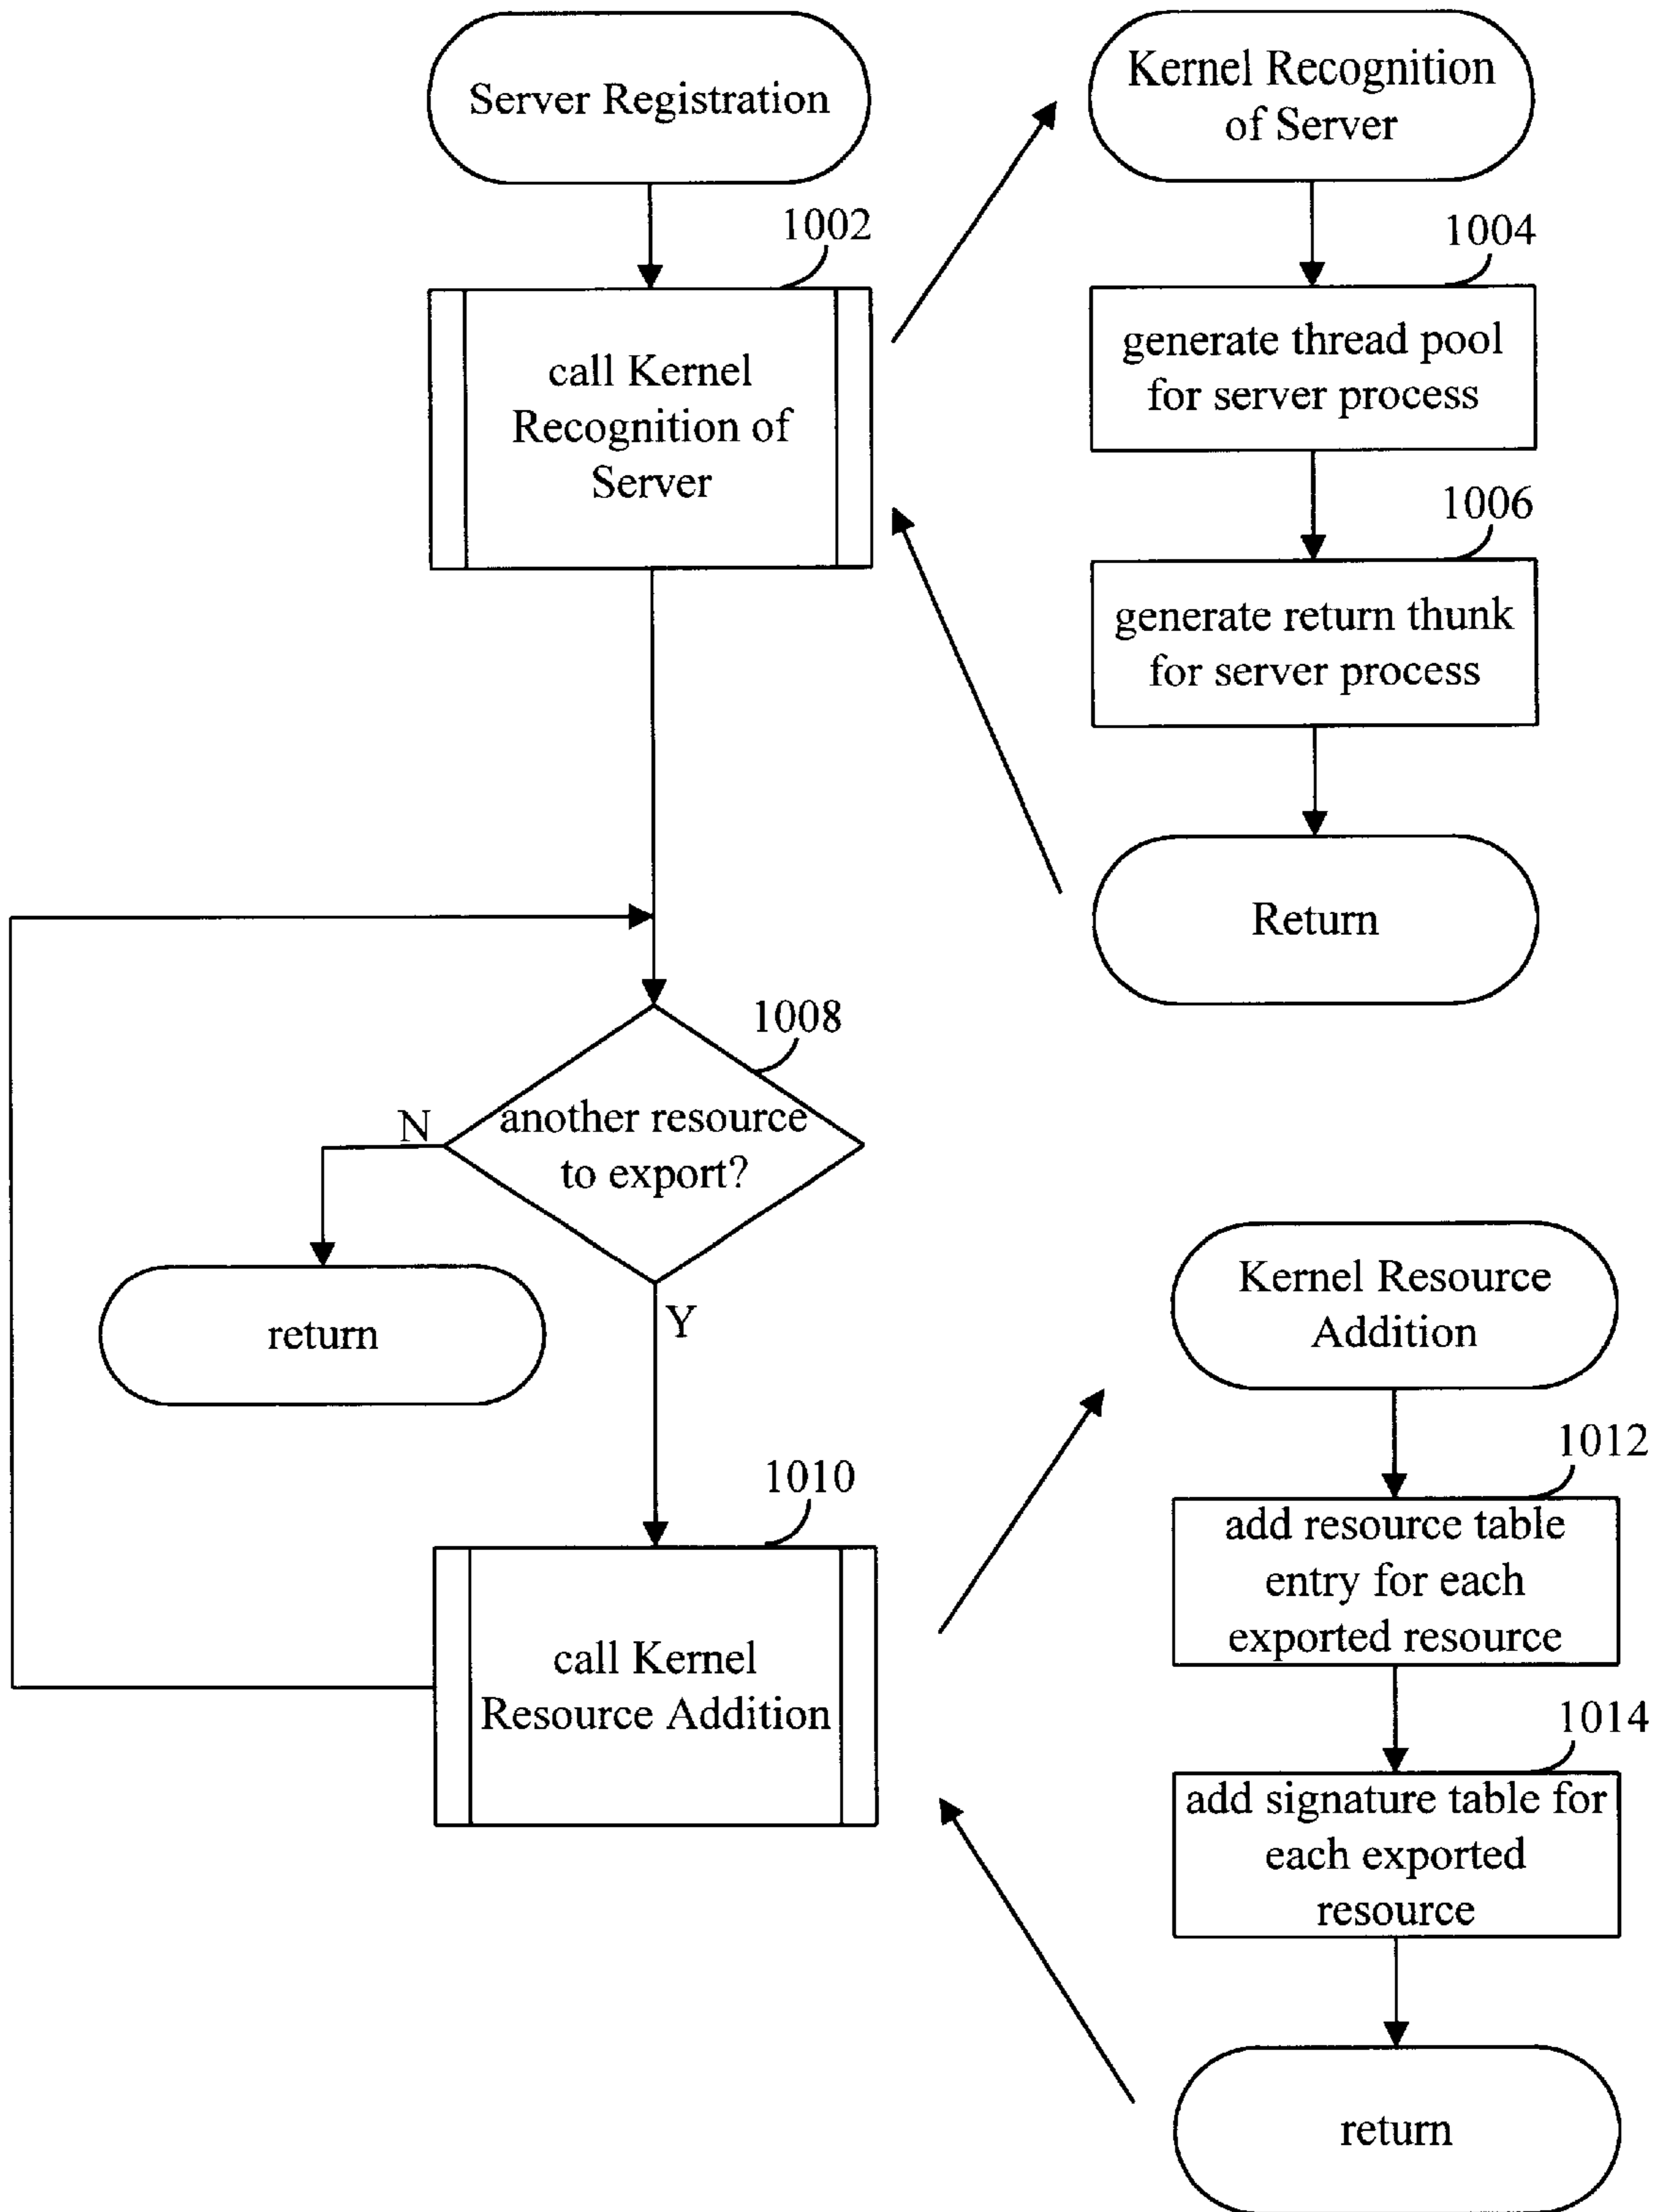 Server Registration
1002
call Kernel
Recognition of
Server
Kernel Recognition
of Server
1004
generate thread pool
for server process
1006
generate return thunk
for server process
Return
1008
another resource
to export?
N
return
Y
1010
call Kernel
Resource Addition
Kernel Resource
Addition
1012
add resource table
entry for each
exported resource
1014
add signature table for
each exported
resource
return